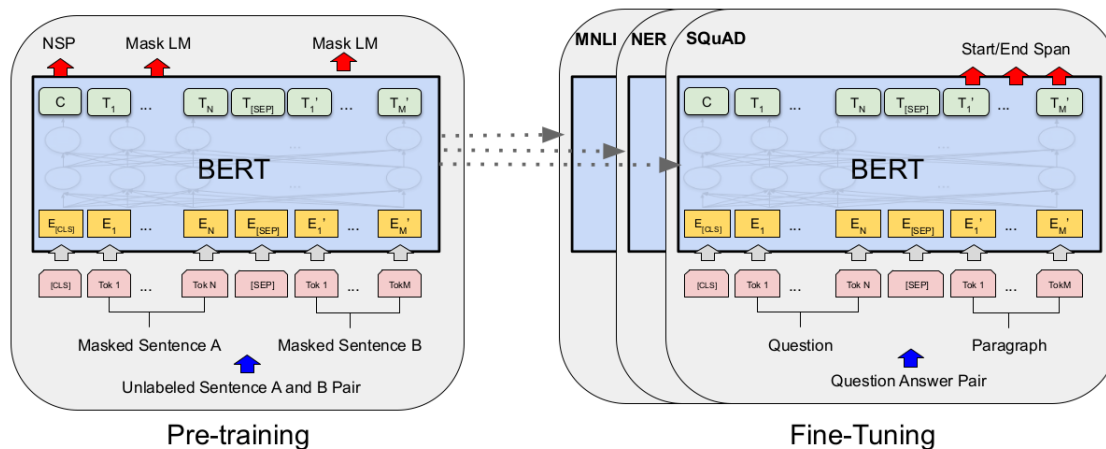 NSP Mask LM Mask LM
C T1 ... TN T[SEP] T1' ... TM'
...
BERT
...
E[CLS] E1 ... EN E[SEP] E1' ... EM'
[CLS] Tok 1 ... Tok N [SEP] Tok 1 ... TokM
Masked Sentence A Masked Sentence B
Unlabeled Sentence A and B Pair
Pre-training
MNLI NER SQuAD
Start/End Span
C T1 ... TN T[SEP] T1' ... TM'
...
BERT
...
E[CLS] E1 ... EN E[SEP] E1' ... EM'
[CLS] Tok 1 ... Tok N [SEP] Tok 1 ... TokM
Question Paragraph
Question Answer Pair
Fine-Tuning